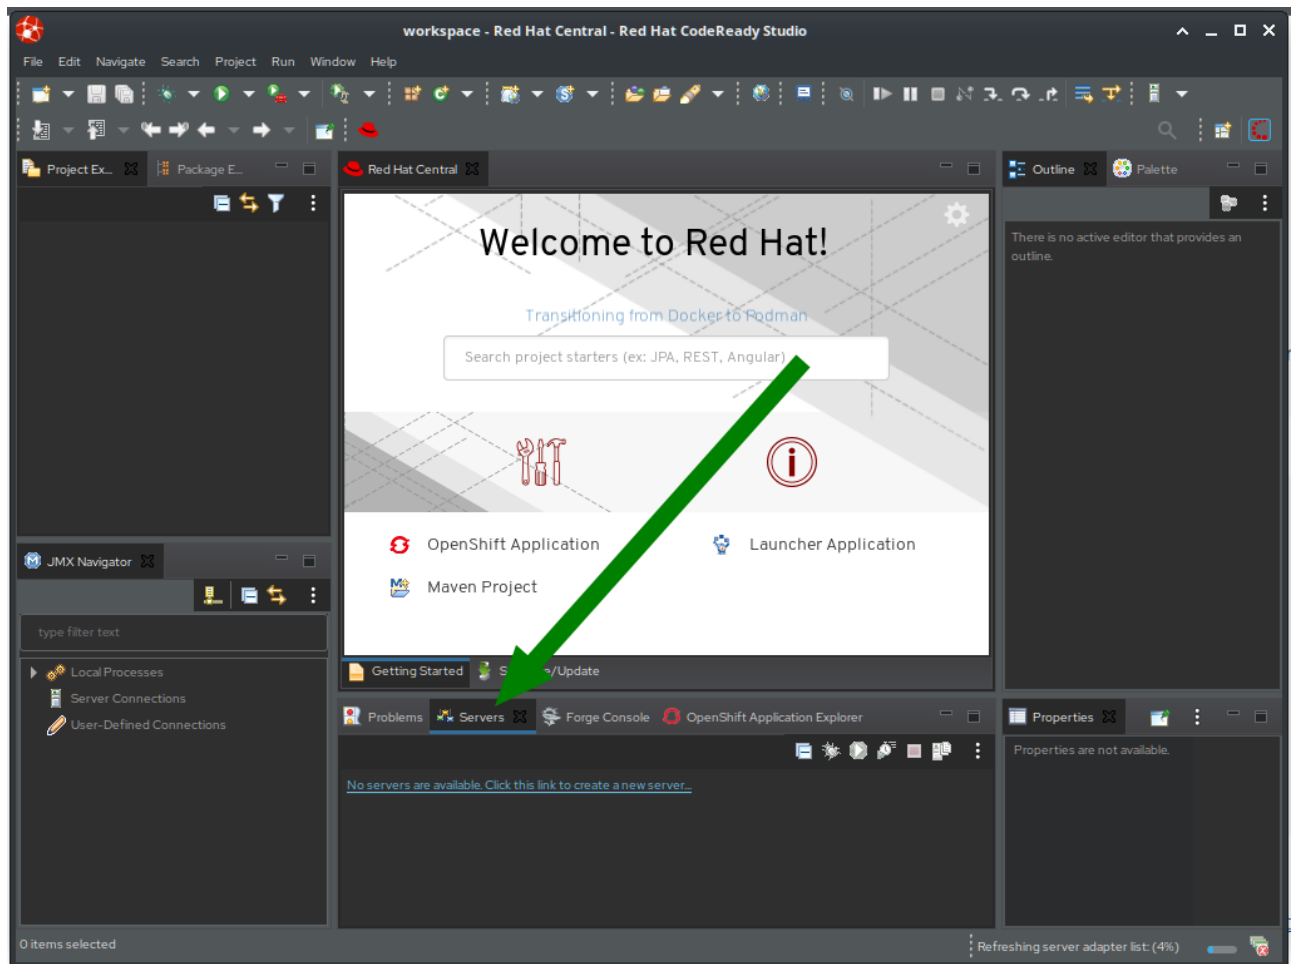 workspace - Red Hat Central - Red Hat CodeReady Studio
File Edit Navigate Search Project Run Window Help
Project Ex...
Package E...
Red Hat Central
Outline
Palette
Welcome to Red Hat!
There is no active editor that provides an
outline.
Transitioning from Docker to Podman
Search project starters (ex: JPA, REST, Angular)
OpenShift Application
Launcher Application
Maven Project
JMX Navigator
type filter text
Local Processes
Server Connections
User-Defined Connections
Getting Started
/Update
Problems
Servers
Forge Console
OpenShift Application Explorer
Properties
Properties are not available.
No servers are available. Click this link to create a new server...
0 items selected
Refreshing server adapter list: (4%)